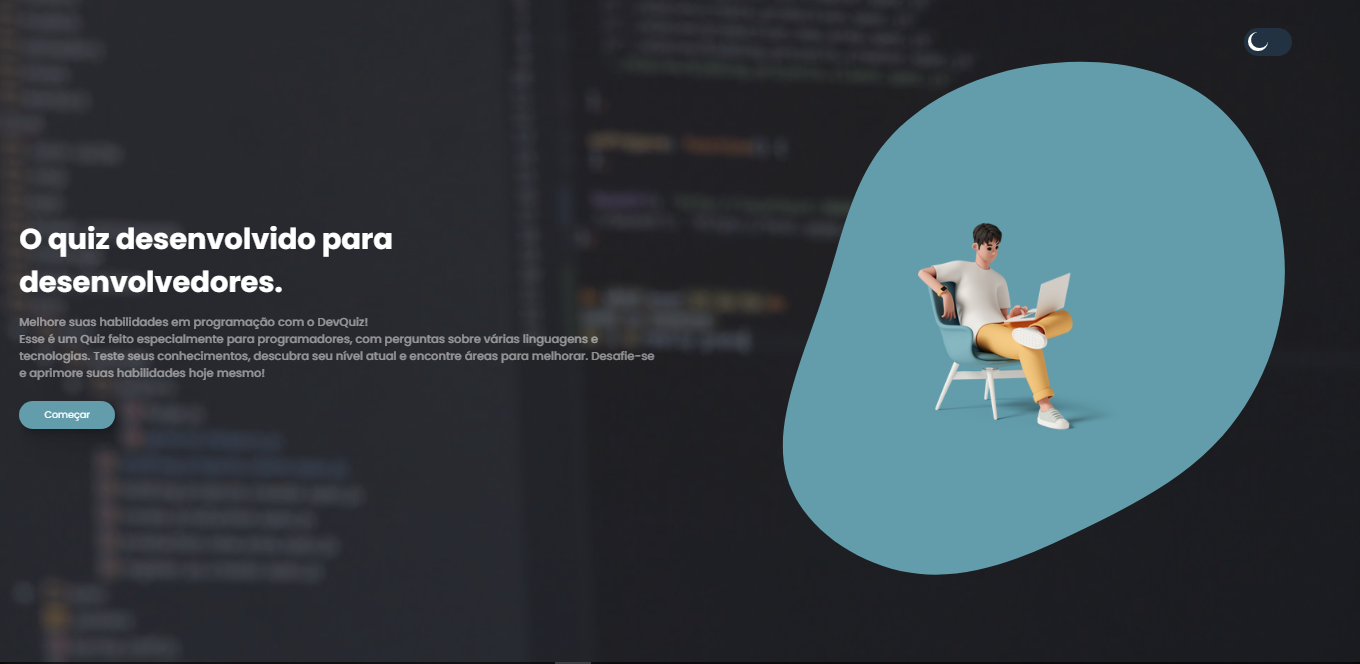 O quiz desenvolvido para
desenvolvedores.
Melhore suas habilidades em programação com o DevQuiz!
Esse é um Quiz feito especialmente para programadores, com perguntas sobre várias linguagens e
tecnologias. Teste seus conhecimentos, descubra seu nível atual e encontre áreas para melhorar. Desafie-se
e aprimore suas habilidades hoje mesmo!
Começar